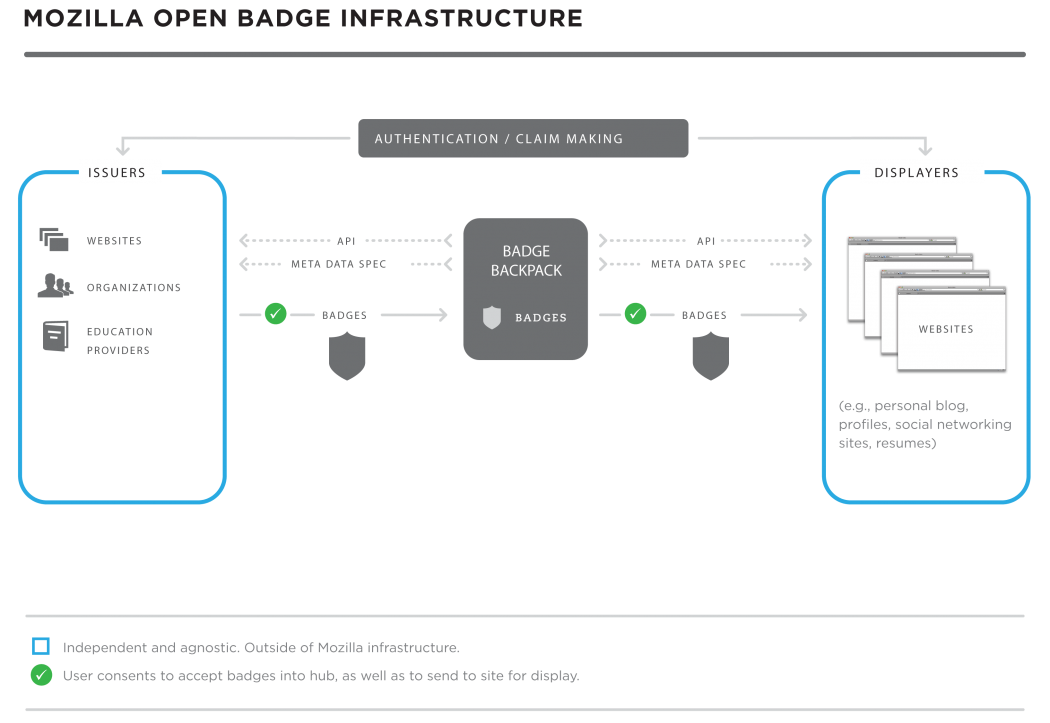 MOZILLA OPEN BADGE INFRASTRUCTURE
AUTHENTICATION / CLAIM MAKING
ISSUERS
WEBSITES
ORGANIZATIONS
EDUCATION
PROVIDERS
API
META DATA SPEC
BADGES
BADGE
BACKPACK
BADGES
API
META DATA SPEC
BADGES
DISPLAYERS
WEBSITES
(e.g., personal blog,
profiles, social networking
sites, resumes)
Independent and agnostic. Outside of Mozilla infrastructure.
User consents to accept badges into hub, as well as to send to site for display.